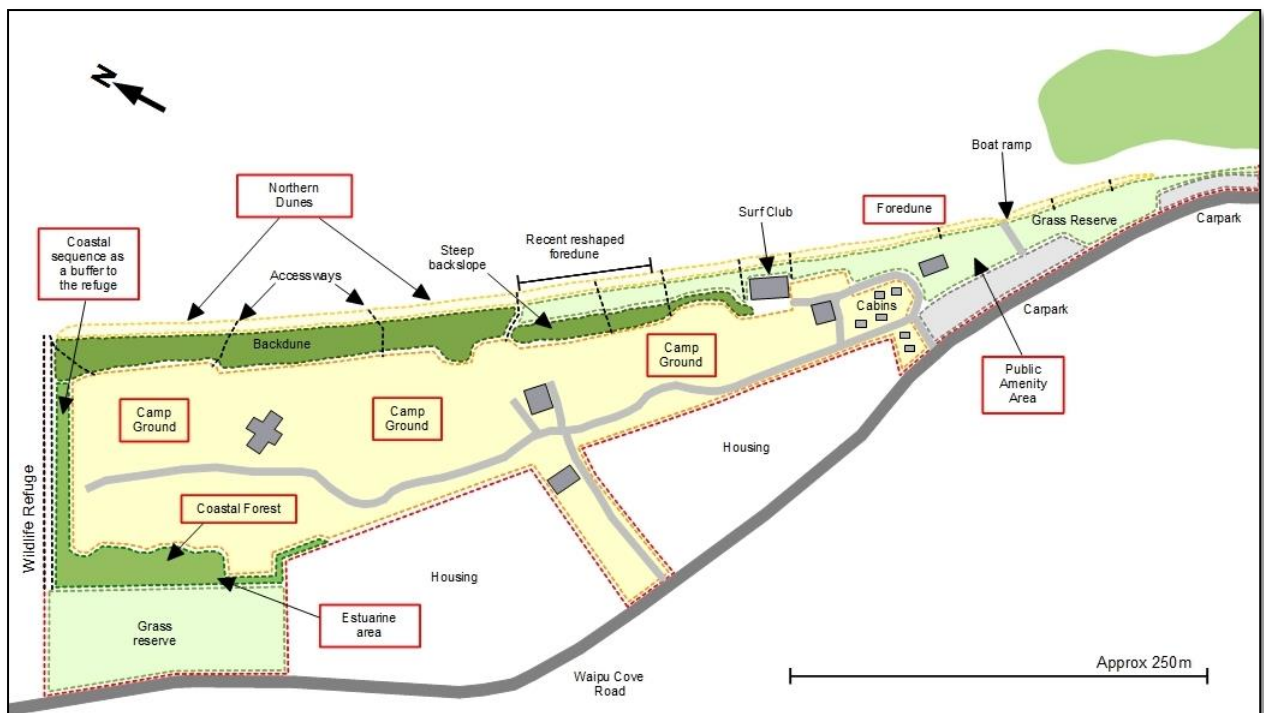 N
Boat ramp
Northern
Dunes
Surf Club
Foredune
Grass Reserve
Carpark
Coastal
sequence as
a buffer to
the refuge
Accessways
Steep
backslope
Recent reshaped
foredune
Cabins
Carpark
Backdune
Camp
Ground
Public
Amenity
Area
Camp
Ground
Camp
Ground
Housing
Wildlife Refuge
Coastal Forest
Housing
Estuarine
area
Grass
reserve
Waipu Cove
Road
Approx 250m